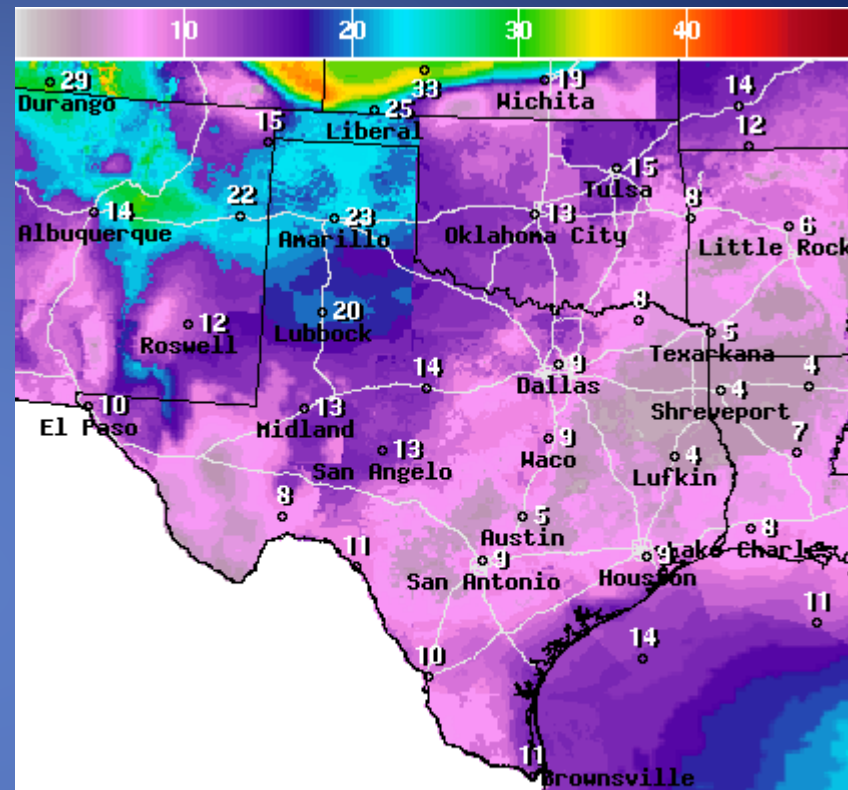 10 20 30 40
29 33 19 14
Durango 25 Wichita
15 Liberal 12
15
Tulsa
14 22 23 13 8 6
Albuquerque Amarillo Oklahoma City Little Rock
12 20 8 5
Roswell Lubbock Texarkana
14 9 4 4
Dallas Shreveport
10 13
El Paso Midland
13 9 4 7
San Angelo Waco Lufkin
8 5 8
Austin
11 9 9 Lake Charles
San Antonio Houston
11
14
10
11
Brownsville